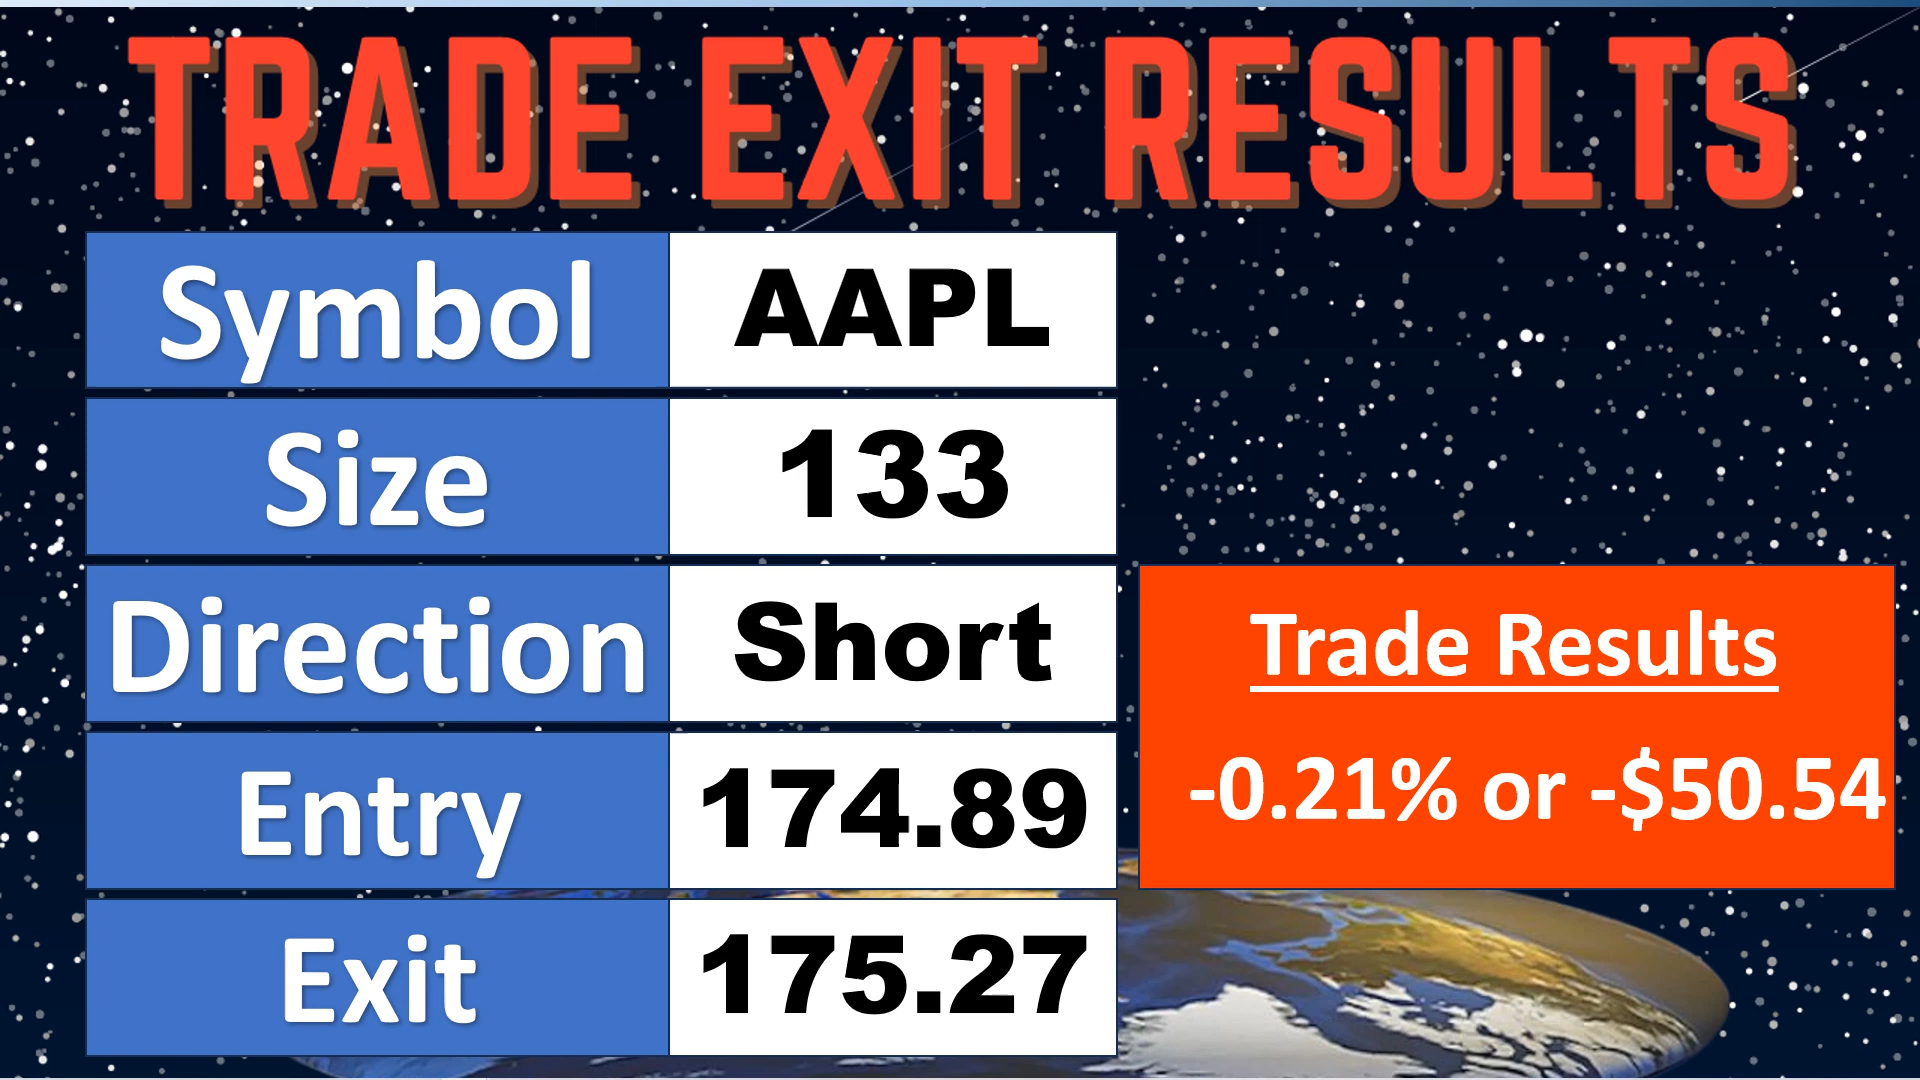 TRADE EXIT RESULTS
Symbol AAPL
Size 133
Direction Short
Trade Results
Entry 174.89
-0.21% or -$50.54
Exit 175.27